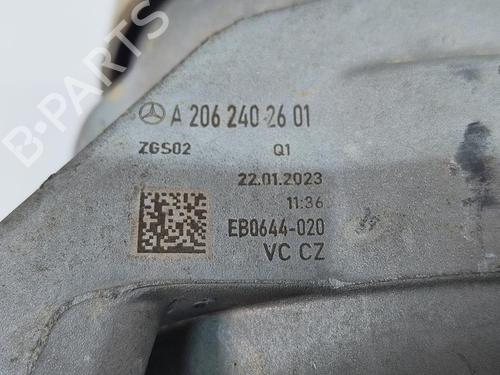 A 206 240 26 01
ZGS02 Q1
22.01.2023
11:36
EB0644-020
VC CZ
B PARTS